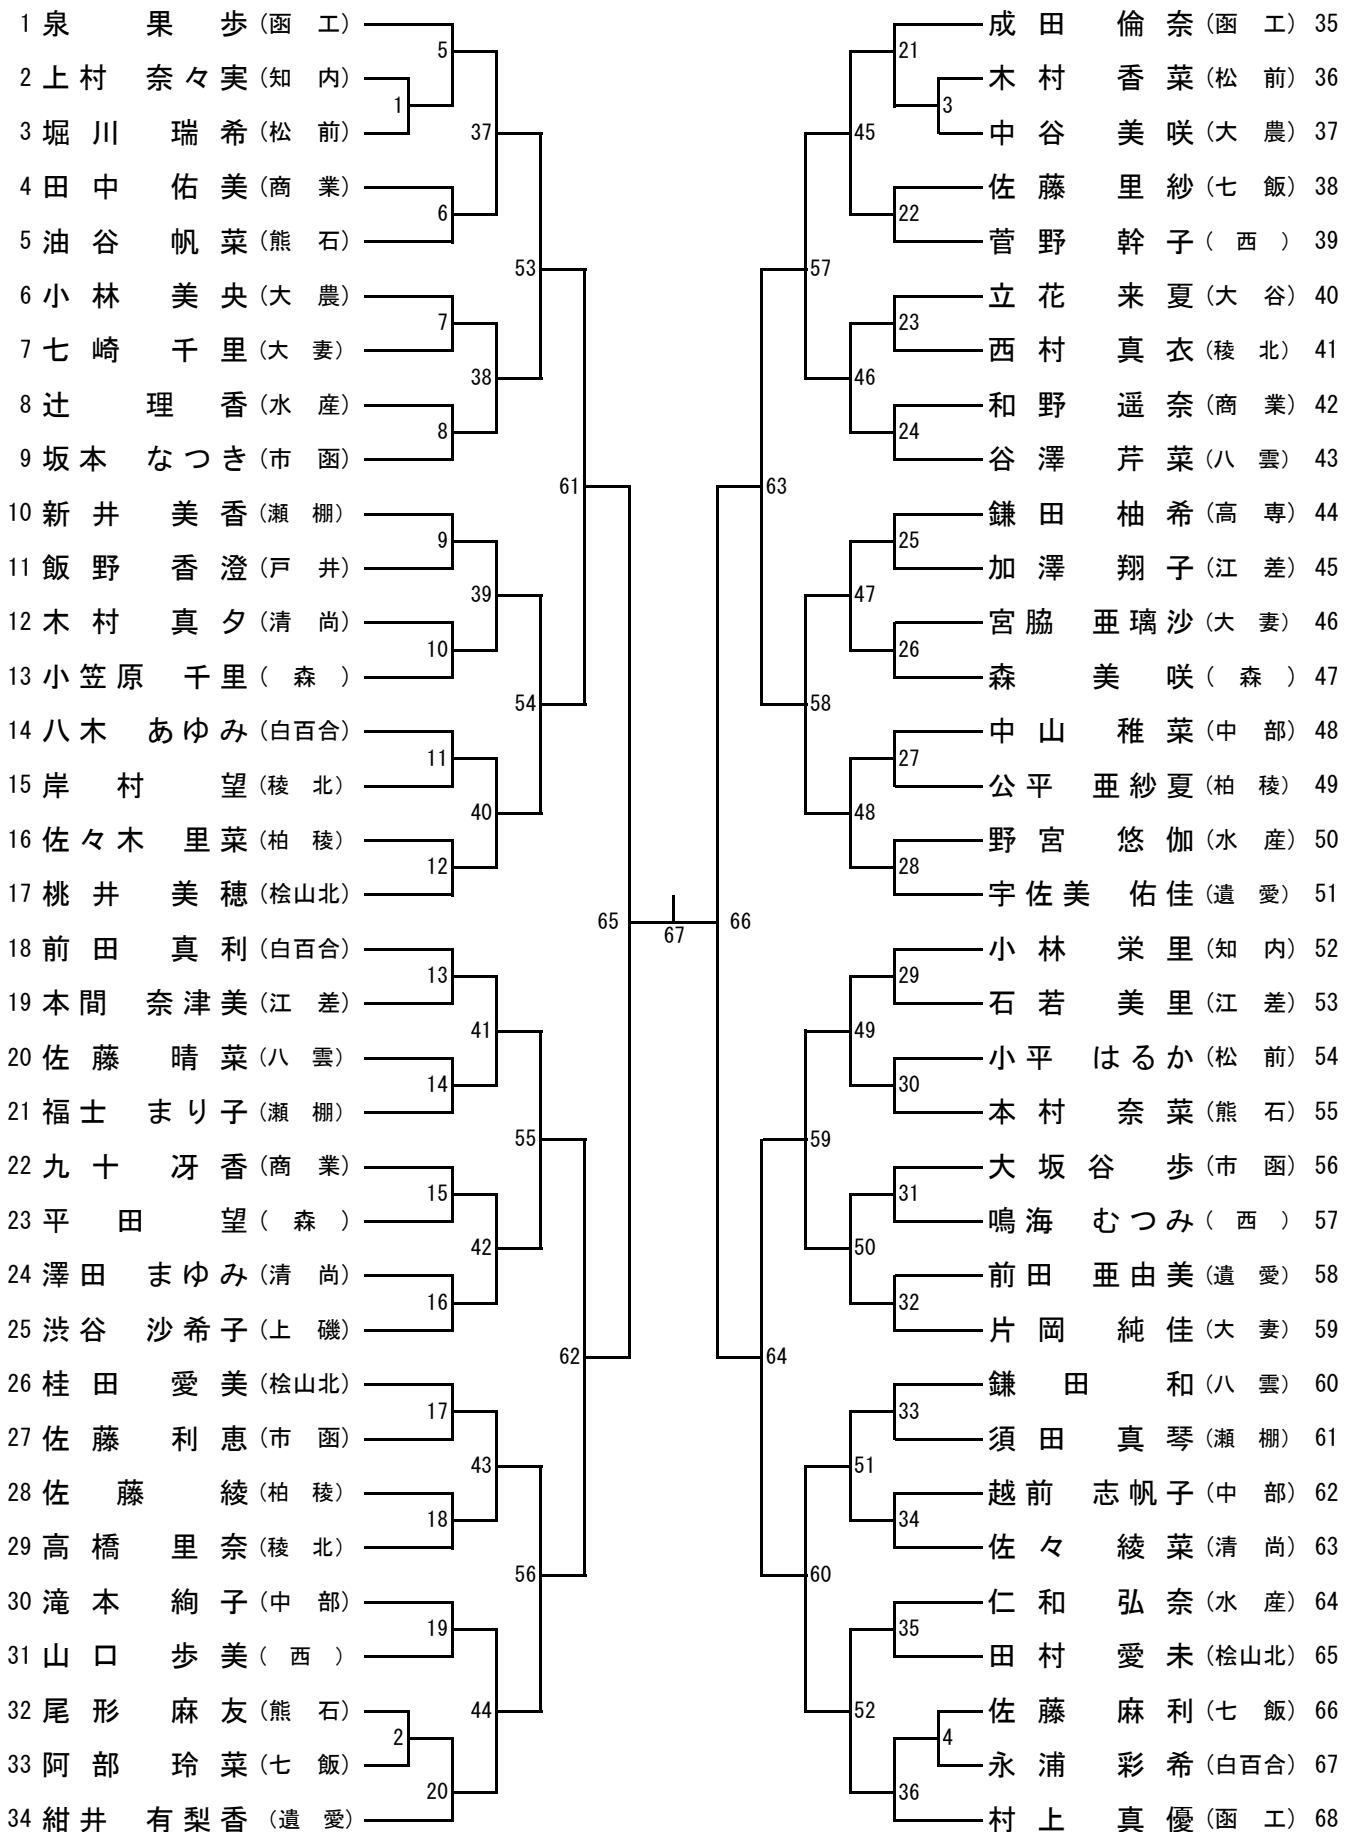 1 泉 果歩 (函 工)
2 上村 奈々実 (知 内)
3 堀川 瑞希 (松 前)
4 田中 佑美 (商 業)
5 油谷 帆菜 (熊 石)
6 小林 美央 (大 農)
7 七崎 千里 (大 妻)
8 辻 理香 (水 産)
9 坂本 なつき (市 函)
10 新井 美香 (瀬 棚)
11 飯野 香澄 (戸 井)
12 木村 真夕 (清 尚)
13 小笠原 千里 ( 森 )
14 八木 あゆみ (白百合)
15 岸村 望 (稜 北)
16 佐々木 里菜 (柏 稜)
17 桃井 美穂 (桧山北)
18 前田 真利 (白百合)
19 本間 奈津美 (江 差)
20 佐藤 晴菜 (八 雲)
21 福士 まり子 (瀬 棚)
22 九十 冴香 (商 業)
23 平田 望 ( 森 )
24 澤田 まゆみ (清 尚)
25 渋谷 沙希子 (上 磯)
26 桂田 愛美 (桧山北)
27 佐藤 利恵 (市 函)
28 佐藤 綾 (柏 稜)
29 高橋 里奈 (稜 北)
30 滝本 絢子 (中 部)
31 山口 歩美 ( 西 )
32 尾形 麻友 (熊 石)
33 阿部 玲菜 (七 飯)
34 紺井 有梨香 (遺 愛)
1
2
5
6
7
8
9
10
11
12
13
14
15
16
17
18
19
20
37
38
39
40
41
42
43
44
53
54
55
56
61
62
65
67
66
63
64
57
58
59
60
45
46
47
48
49
50
51
52
21
22
23
24
25
26
27
28
29
30
31
32
33
34
35
36
3
4
成田 倫奈 (函 工) 35
木村 香菜 (松 前) 36
中谷 美咲 (大 農) 37
佐藤 里紗 (七 飯) 38
菅野 幹子 ( 西 ) 39
立花 来夏 (大 谷) 40
西村 真衣 (稜 北) 41
和野 遥奈 (商 業) 42
谷澤 芹菜 (八 雲) 43
鎌田 柚希 (高 専) 44
加澤 翔子 (江 差) 45
宮脇 亜璃沙 (大 妻) 46
森 美咲 ( 森 ) 47
中山 稚菜 (中 部) 48
公平 亜紗夏 (柏 稜) 49
野宮 悠伽 (水 産) 50
宇佐美 佑佳 (遺 愛) 51
小林 栄里 (知 内) 52
石若 美里 (江 差) 53
小平 はるか (松 前) 54
本村 奈菜 (熊 石) 55
大坂谷 歩 (市 函) 56
鳴海 むつみ ( 西 ) 57
前田 亜由美 (遺 愛) 58
片岡 純佳 (大 妻) 59
鎌田 和 (八 雲) 60
須田 真琴 (瀬 棚) 61
越前 志帆子 (中 部) 62
佐々 綾菜 (清 尚) 63
仁和 弘奈 (水 産) 64
田村 愛未 (桧山北) 65
佐藤 麻利 (七 飯) 66
永浦 彩希 (白百合) 67
村上 真優 (函 工) 68